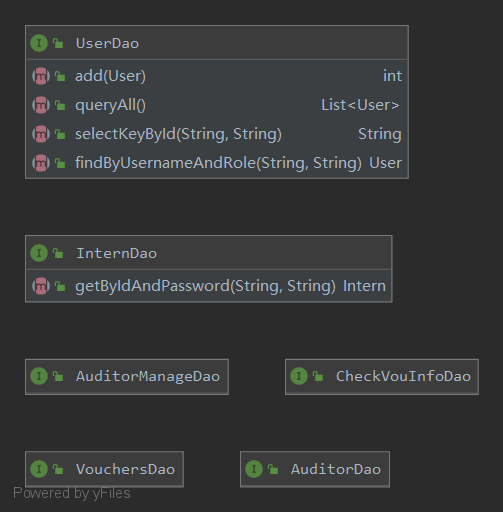 I UserDao
m add(User) int
m queryAll() List<User>
m selectKeyById(String, String) String
m findByUsernameAndRole(String, String) User
I InternDao
m getByIdAndPassword(String, String) Intern
I AuditorManageDao I CheckVouInfoDao
I VouchersDao I AuditorDao
Powered by yFiles